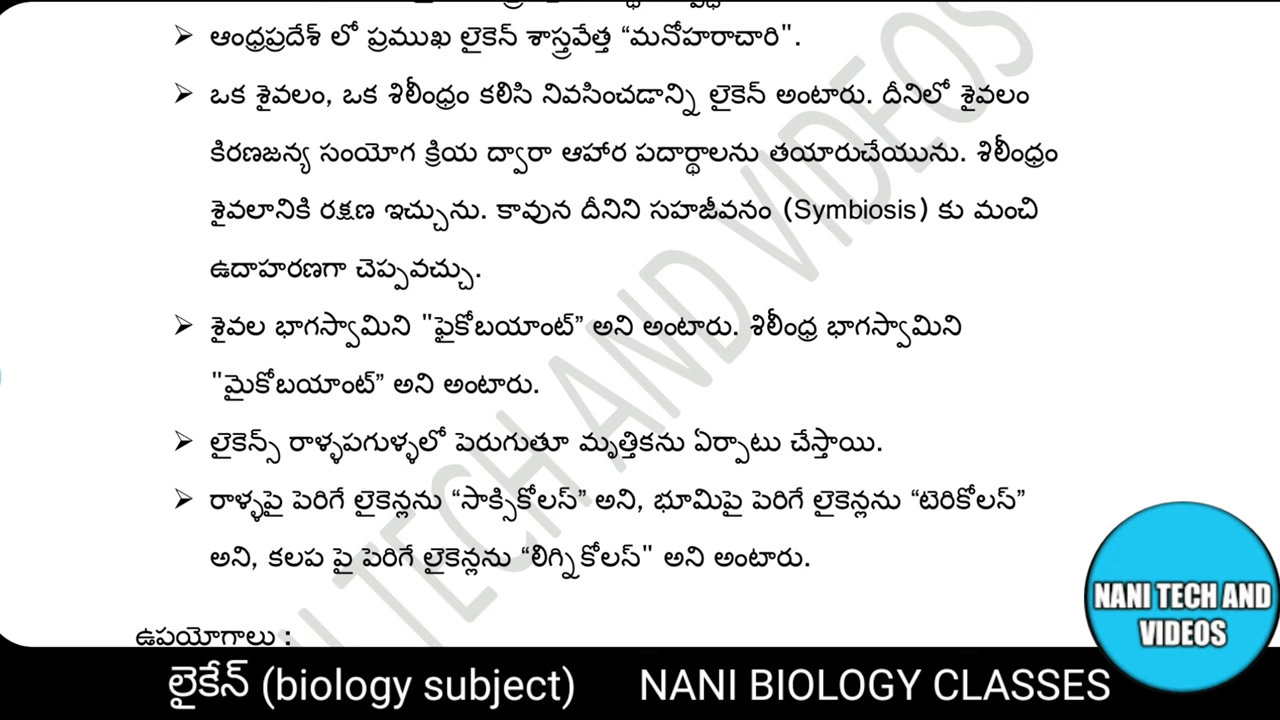 ➢ ఆంధ్రప్రదేశ్ లో ప్రముఖ లైకెన్ శాస్త్రవేత్త “మనోహరాచారి".
➢ ఒక శైవలం, ఒక శిలీంధ్రం కలిసి నివసించడాన్ని లైకెన్ అంటారు. దీనిలో శైవలం
కిరణజన్య సంయోగ క్రియ ద్వారా ఆహార పదార్థాలను తయారుచేయును. శిలీంధ్రం
శైవలానికి రక్షణ ఇచ్చును. కావున దీనిని సహజీవనం (Symbiosis) కు మంచి
ఉదాహరణగా చెప్పవచ్చు.
➢ శైవల భాగస్వామిని "ఫైకోబయాంట్” అని అంటారు. శిలీంధ్ర భాగస్వామిని
"మైకోబయాంట్” అని అంటారు.
➢ లైకెన్స్ రాళ్ళపగుళ్ళలో పెరుగుతూ మృత్తికను ఏర్పాటు చేస్తాయి.
➢ రాళ్ళపై పెరిగే లైకెన్లను “సాక్సికోలస్” అని, భూమిపై పెరిగే లైకెన్లను “టెరికోలస్”
అని, కలప పై పెరిగే లైకెన్లను “లిగ్నికోలస్" అని అంటారు.
ఉపయోగాలు :
TECH AND VIDEOS
NANI TECH AND
VIDEOS
లైకేన్ (biology subject) NANI BIOLOGY CLASSES